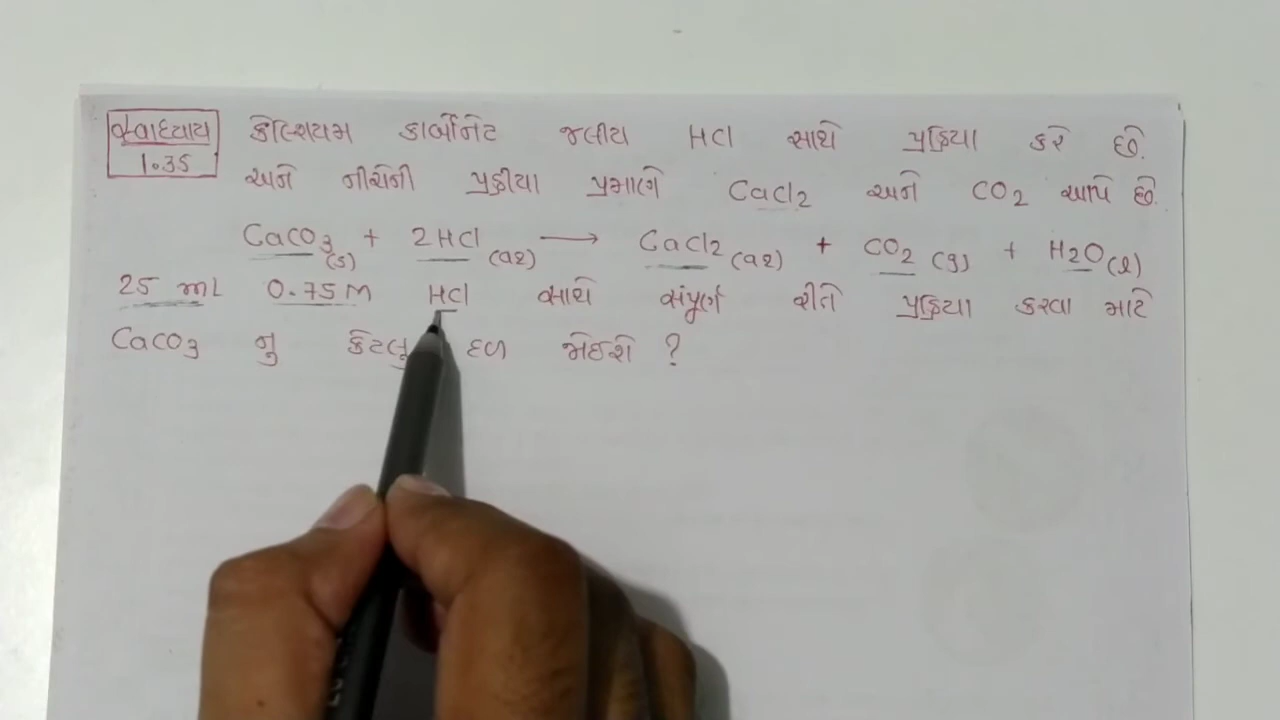 સ્વાધ્યાય
1.35
કેલ્શિયમ કાર્બોનેટ જલીય HCl સાથે પ્રક્રિયા કરે છે.
અને નીચેની પ્રક્રીયા પ્રમાણે CaCl2 અને CO2 આપે છે.
CaCO3 (s) + 2HCl (aq) → CaCl2 (aq) + CO2 (g) + H2O (l)
25 mL 0.75M HCl સાથે સંપૂર્ણ રીતે પ્રક્રિયા કરવા માટે
CaCO3 નુ કેટલુ દળ જોઈશે ?